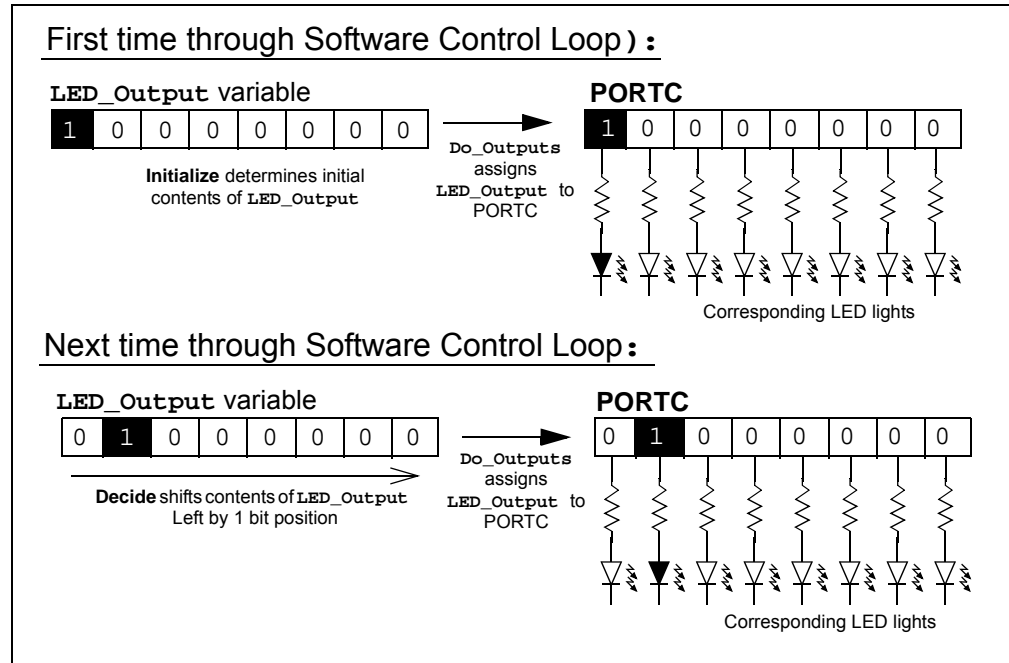 First time through Software Control Loop):
LED_Output variable
1 0 0 0 0 0 0 0
Initialize determines initial
contents of LED_Output
Do_Outputs
assigns
LED_Output to
PORTC
PORTC
1 0 0 0 0 0 0 0
Corresponding LED lights
Next time through Software Control Loop:
LED_Output variable
0 1 0 0 0 0 0 0
Decide shifts contents of LED_Output
Left by 1 bit position
Do_Outputs
assigns
LED_Output to
PORTC
PORTC
0 1 0 0 0 0 0 0
Corresponding LED lights